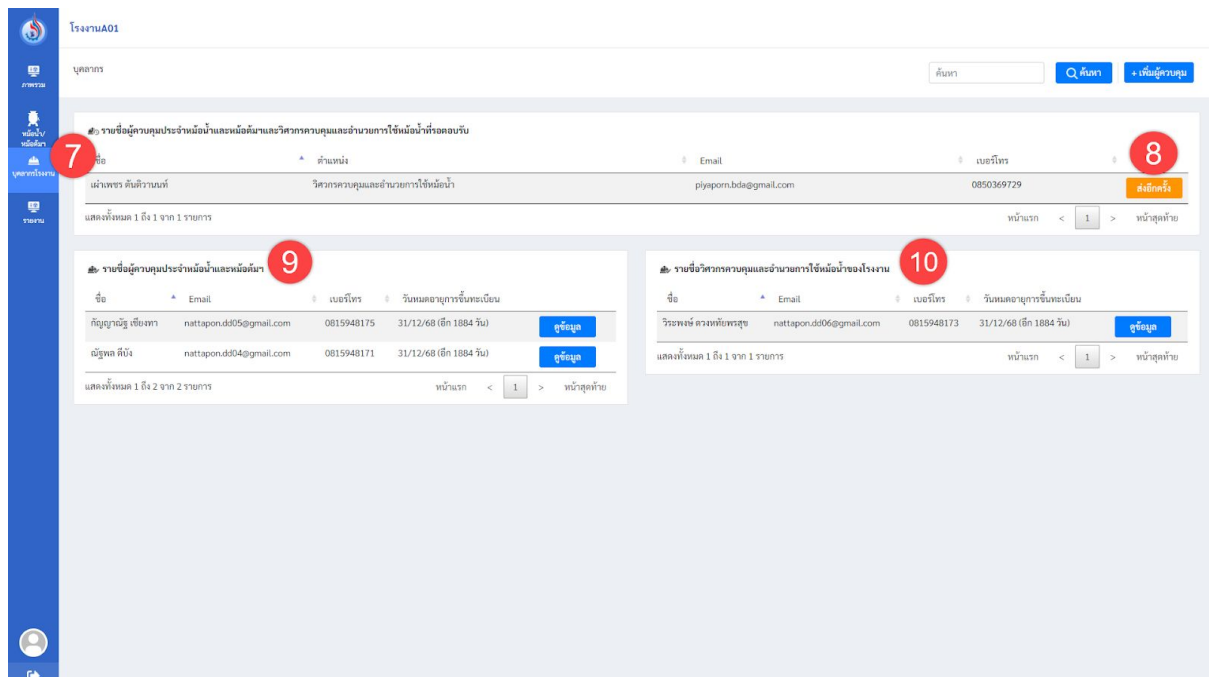 โรงงานA01
ภาพรวม
หม้อน้ำ/
หม้อต้มฯ
บุคลากรโรงงาน
รายงาน
บุคลากร
ค้นหา
ค้นหา
+ เพิ่มผู้ควบคุม
รายชื่อผู้ควบคุมประจำหม้อน้ำและหม้อต้มฯและวิศวกรควบคุมและอำนวยการใช้หม้อน้ำที่รอตอบรับ
7
8
ชื่อ ตำแหน่ง Email เบอร์โทร
เผ่าเพชร ตันติวานนท์ วิศวกรควบคุมและอำนวยการใช้หม้อน้ำ piyaporn.bda@gmail.com 0850369729 ส่งอีกครั้ง
แสดงทั้งหมด 1 ถึง 1 จาก 1 รายการ หน้าแรก < 1 > หน้าสุดท้าย
รายชื่อผู้ควบคุมประจำหม้อน้ำและหม้อต้มฯ 9
ชื่อ Email เบอร์โทร วันหมดอายุการขึ้นทะเบียน
กัญญาณัฐ เชียงทา nattapon.dd05@gmail.com 0815948175 31/12/68 (อีก 1884 วัน) ดูข้อมูล
ณัฐพล ดีบัง nattapon.dd04@gmail.com 0815948171 31/12/68 (อีก 1884 วัน) ดูข้อมูล
แสดงทั้งหมด 1 ถึง 2 จาก 2 รายการ หน้าแรก < 1 > หน้าสุดท้าย
รายชื่อวิศวกรควบคุมและอำนวยการใช้หม้อน้ำของโรงงาน 10
ชื่อ Email เบอร์โทร วันหมดอายุการขึ้นทะเบียน
วิระพงษ์ ดวงหทัยพรสุข nattapon.dd06@gmail.com 0815948173 31/12/68 (อีก 1884 วัน) ดูข้อมูล
แสดงทั้งหมด 1 ถึง 1 จาก 1 รายการ หน้าแรก < 1 > หน้าสุดท้าย